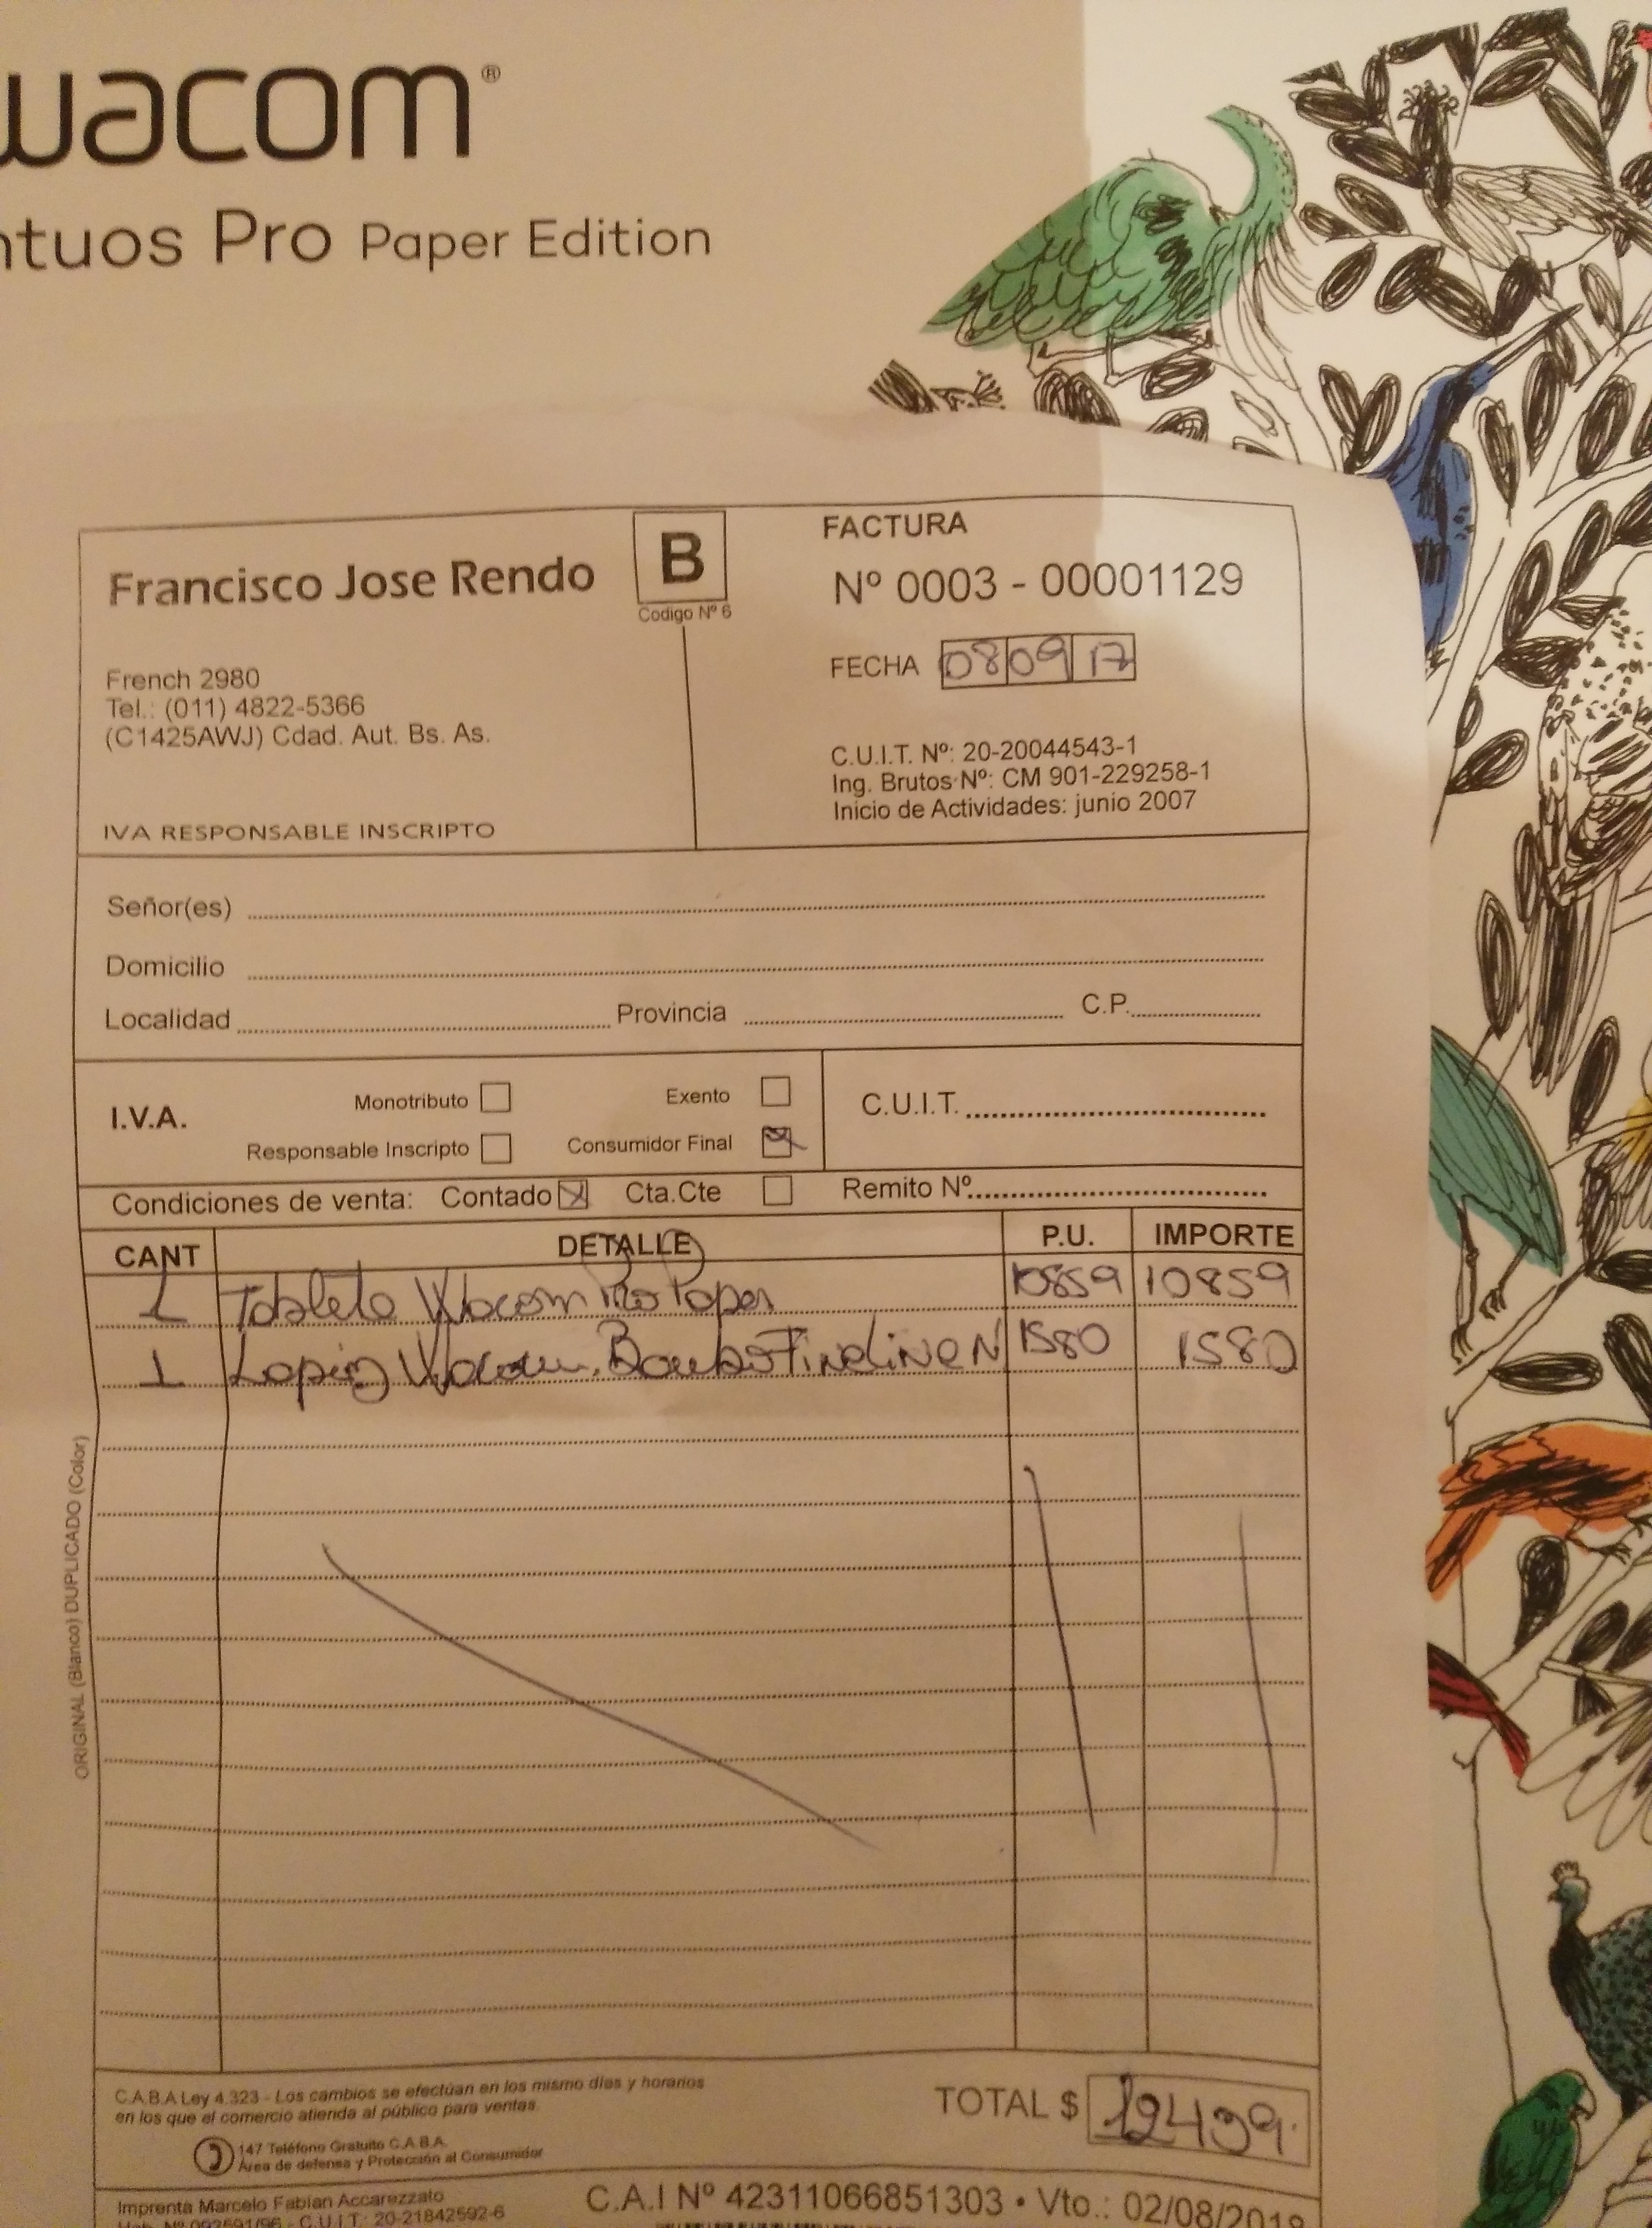 wacom®
ntuos Pro Paper Edition
Francisco Jose Rendo
B
Codigo Nº 6
FACTURA
Nº 0003 - 00001129
FECHA 08 09 17
French 2980
Tel.: (011) 4822-5366
(C1425AWJ) Cdad. Aut. Bs. As.
C.U.I.T. Nº: 20-20044543-1
Ing. Brutos Nº: CM 901-229258-1
Inicio de Actividades: junio 2007
IVA RESPONSABLE INSCRIPTO
Señor(es)
Domicilio
Localidad Provincia C.P.
I.V.A. Monotributo Exento C.U.I.T.
Responsable Inscripto Consumidor Final
Condiciones de venta: Contado Cta.Cte Remito Nº
CANT DETALLE P.U. IMPORTE
1 Tableta Wacom Pro Paper 10859 10859
1 Wacom Bamboo Fineline N 1580 1580
ORIGINAL (Blanco) DUPLICADO (Color)
C.A.B.A Ley 4.323 - Los cambios se efectúan en los mismo días y horarios
en los que el comercio atienda al público para ventas.
147 Teléfono Gratuito C.A.B.A.
Área de defensa y Protección al Consumidor
TOTAL $ 12439.
Imprenta Marcelo Fabían Accarezzato
Hab. Nº 092591/96 - C.U.I.T.: 20-21842592-6
C.A.I Nº 42311066851303 • Vto.: 02/08/2018